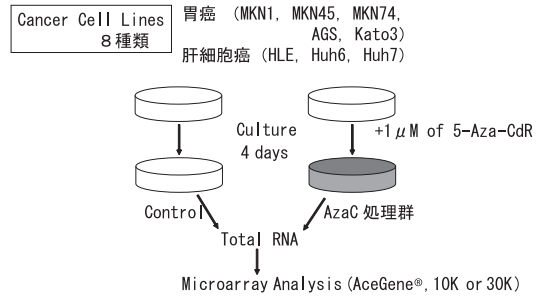 Cancer Cell Lines
8種類
胃癌 (MKN1, MKN45, MKN74,
AGS, Kato3)
肝細胞癌 (HLE, Huh6, Huh7)
Culture
4 days
+1μM of 5-Aza-CdR
Control
AzaC 処理群
Total RNA
Microarray Analysis (AceGene®, 10K or 30K)